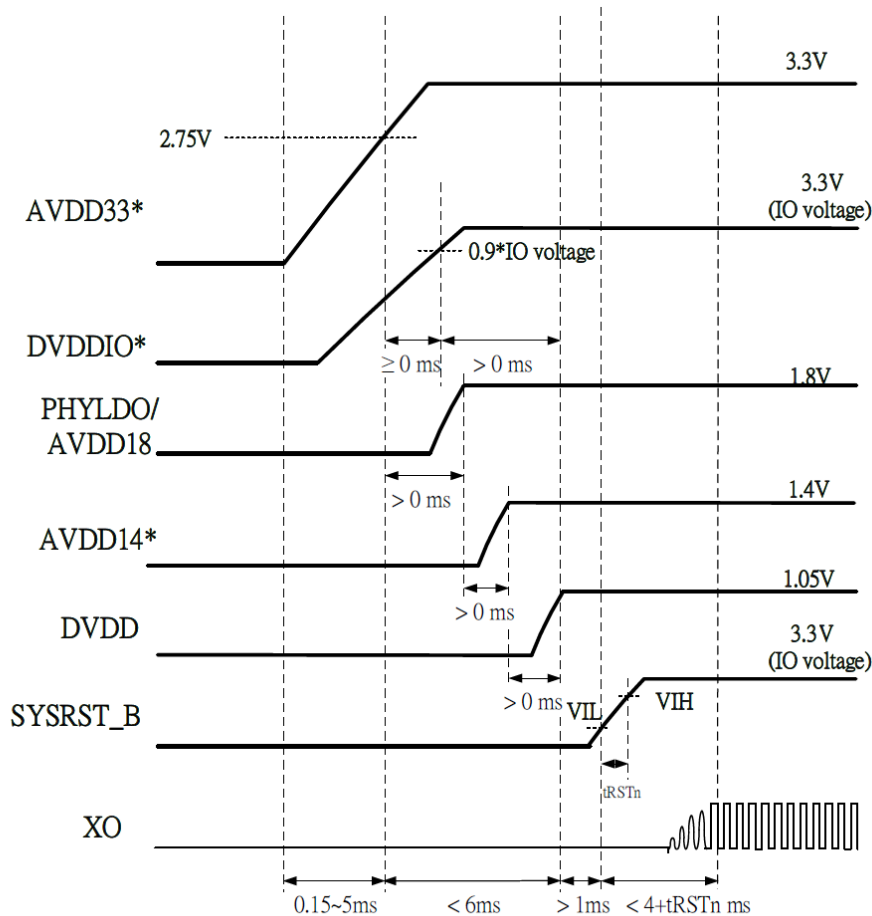 3.3V
2.75V
3.3V
(IO voltage)
AVDD33*
0.9*IO voltage
DVDDIO*
≥0 ms
> 0 ms
1.8V
PHYLDO/
AVDD18
> 0 ms
1.4V
AVDD14*
> 0 ms
1.05V
DVDD
3.3V
(IO voltage)
> 0 ms
VIL
VIH
SYSRST_B
tRSTn
XO
0.15~5ms
< 6ms
> 1ms
< 4+tRSTn ms